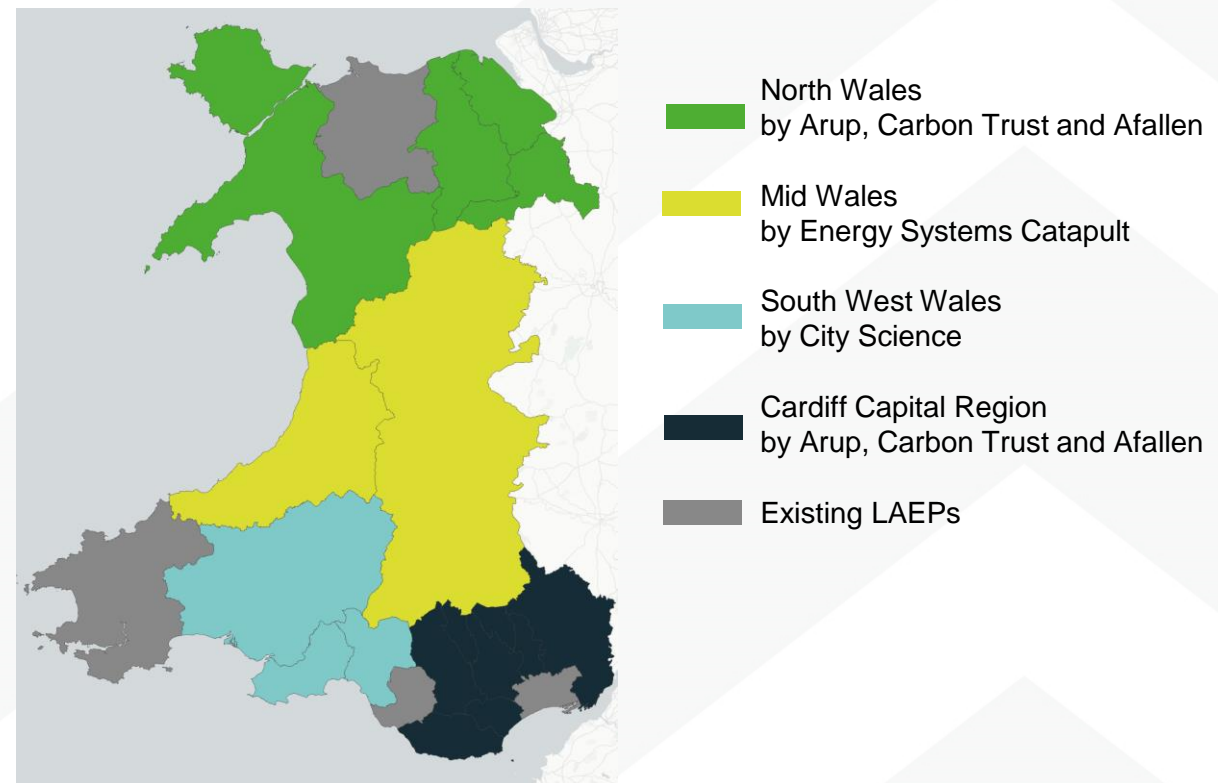 North Wales
by Arup, Carbon Trust and Afallen
Mid Wales
by Energy Systems Catapult
South West Wales
by City Science
Cardiff Capital Region
by Arup, Carbon Trust and Afallen
Existing LAEPs